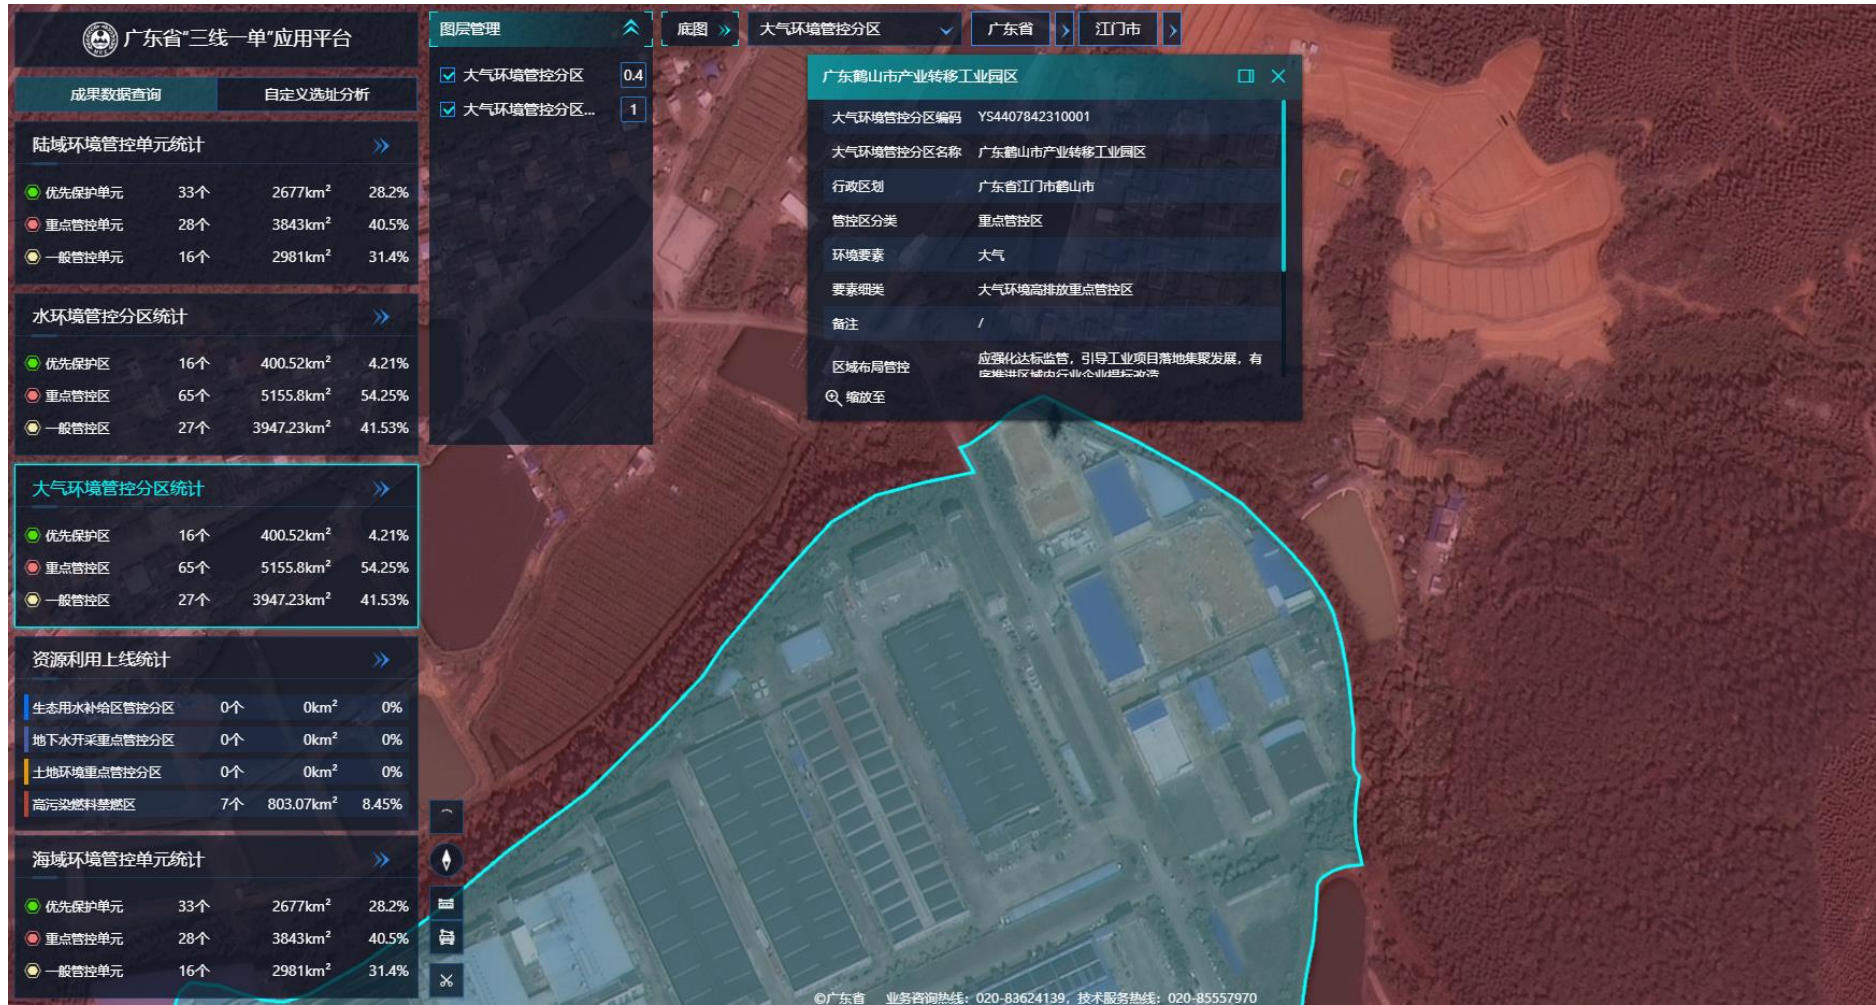 广东省“三线一单”应用平台
成果数据查询 自定义选址分析
陆域环境管控单元统计
优先保护单元 33个 2677km² 28.2%
重点管控单元 28个 3843km² 40.5%
一般管控单元 16个 2981km² 31.4%
水环境管控分区统计
优先保护区 16个 400.52km² 4.21%
重点管控区 65个 5155.8km² 54.25%
一般管控区 27个 3947.23km² 41.53%
大气环境管控分区统计
优先保护区 16个 400.52km² 4.21%
重点管控区 65个 5155.8km² 54.25%
一般管控区 27个 3947.23km² 41.53%
资源利用上线统计
生态用水补给区管控分区 0个 0km² 0%
地下水开采重点管控分区 0个 0km² 0%
土地环境重点管控分区 0个 0km² 0%
高污染燃料禁燃区 7个 803.07km² 8.45%
海域环境管控单元统计
优先保护单元 33个 2677km² 28.2%
重点管控单元 28个 3843km² 40.5%
一般管控单元 16个 2981km² 31.4%
图层管理
大气环境管控分区 0.4
大气环境管控分区... 1
底图 大气环境管控分区 广东省 江门市
广东鹤山市产业转移工业园区
大气环境管控分区编码 YS4407842310001
大气环境管控分区名称 广东鹤山市产业转移工业园区
行政区划 广东省江门市鹤山市
管控区分类 重点管控区
环境要素 大气
要素细类 大气环境高排放重点管控区
备注 /
区域布局管控 应强化达标监管，引导工业项目落地集聚发展，有
序推进区域内行业企业提标改造
缩放至
©广东省 业务咨询热线：020-83624139，技术服务热线：020-85557970